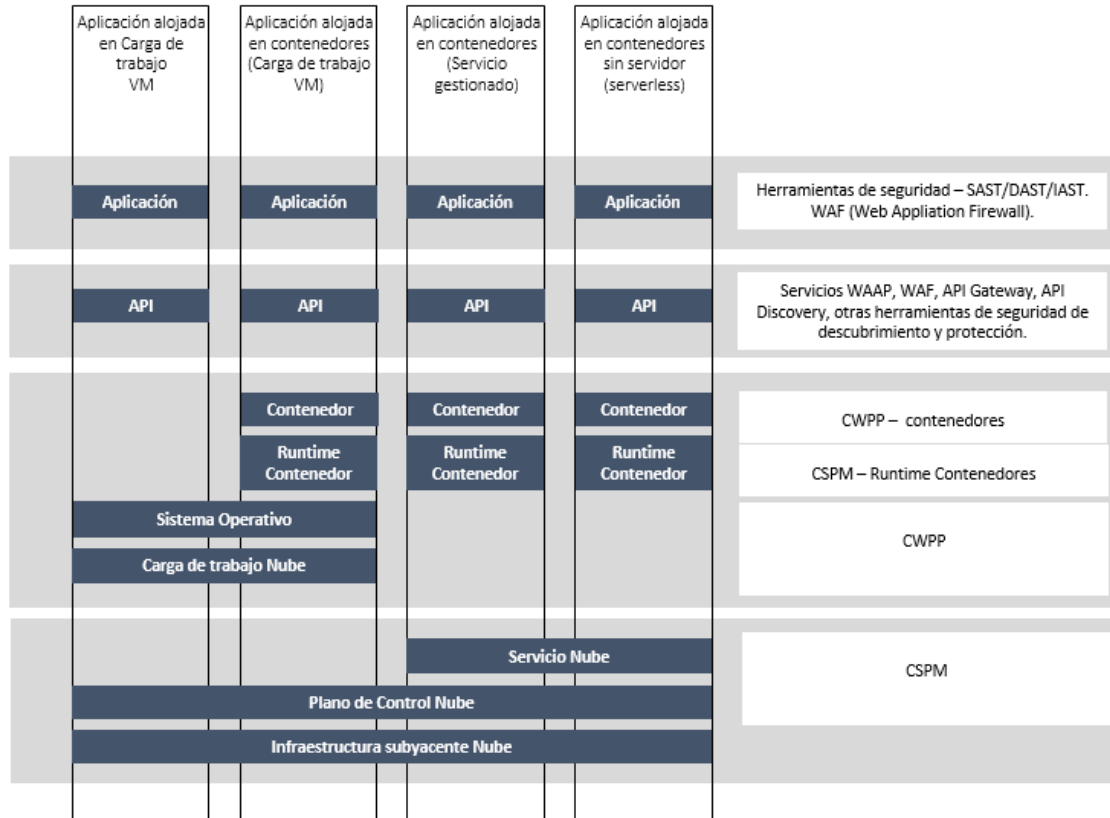 Aplicación alojada
en Carga de
trabajo
VM
Aplicación alojada
en contenedores
(Carga de trabajo
VM)
Aplicación alojada
en contenedores
(Servicio
gestionado)
Aplicación alojada
en contenedores
sin servidor
(serverless)
Aplicación
Aplicación
Aplicación
Aplicación
Herramientas de seguridad – SAST/DAST/IAST.
WAF (Web Appliation Firewall).
API
API
API
API
Servicios WAAP, WAF, API Gateway, API
Discovery, otras herramientas de seguridad de
descubrimiento y protección.
Contenedor
Contenedor
Contenedor
CWPP – contenedores
Runtime
Contenedor
Runtime
Contenedor
Runtime
Contenedor
CSPM – Runtime Contenedores
Sistema Operativo
Carga de trabajo Nube
CWPP
Servicio Nube
CSPM
Plano de Control Nube
Infraestructura subyacente Nube